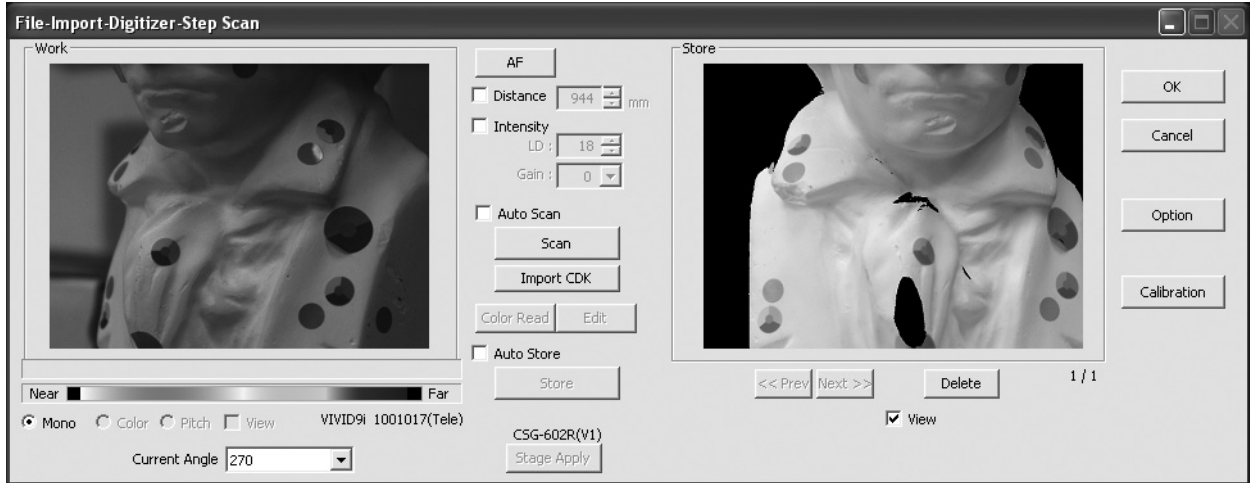 File-Import-Digitizer-Step Scan
Work
AF
Distance 944 mm
Intensity
LD : 18
Gain : 0
Auto Scan
Scan
Import CDK
Color Read Edit
Auto Store
Store
Near Far
Mono Color Pitch View VIVID9i 1001017(Tele)
Current Angle 270
CSG-602R(V1)
Stage Apply
Store
<< Prev Next >> Delete 1 / 1
View
OK
Cancel
Option
Calibration